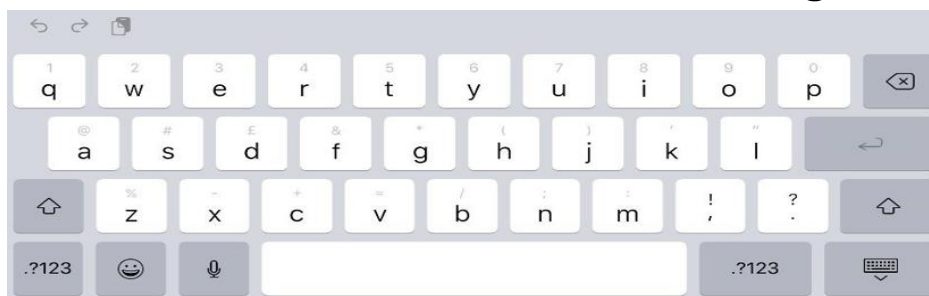 1 2 3 4 5 6 7 8 9 0
q w e r t y u i o p
@ # £ & * ( ) ' "
a s d f g h j k l
% - + = / ; : ! ?
z x c v b n m , .
.?123 .?123